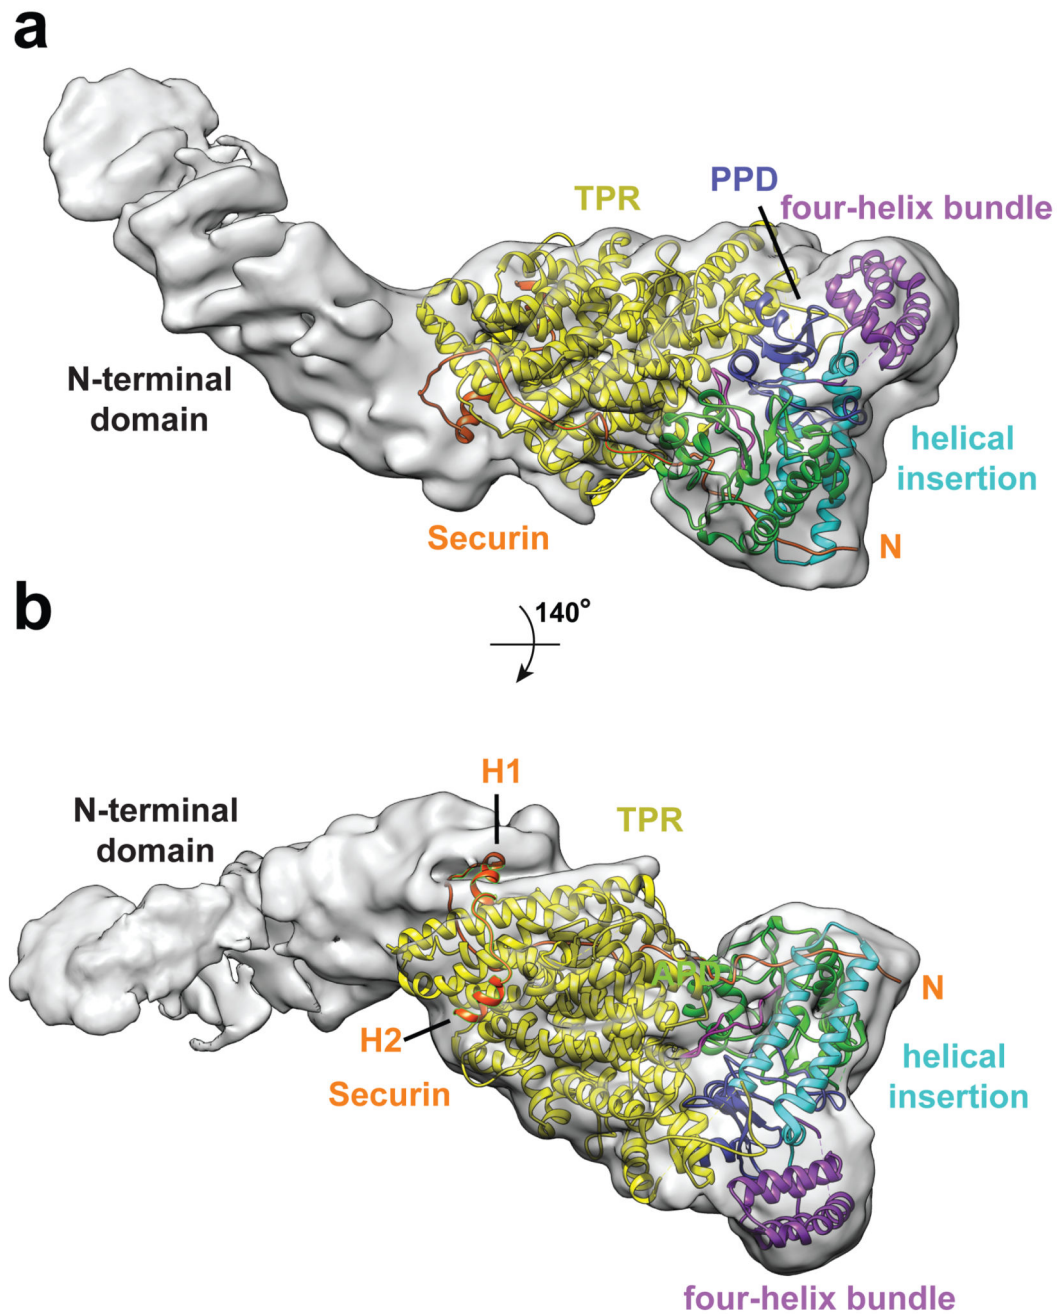 a
TPR
PPD
four-helix bundle
N-terminal
domain
helical
insertion
Securin
N
b
140°
H1
N-terminal
domain
TPR
APD
N
H2
helical
insertion
Securin
four-helix bundle